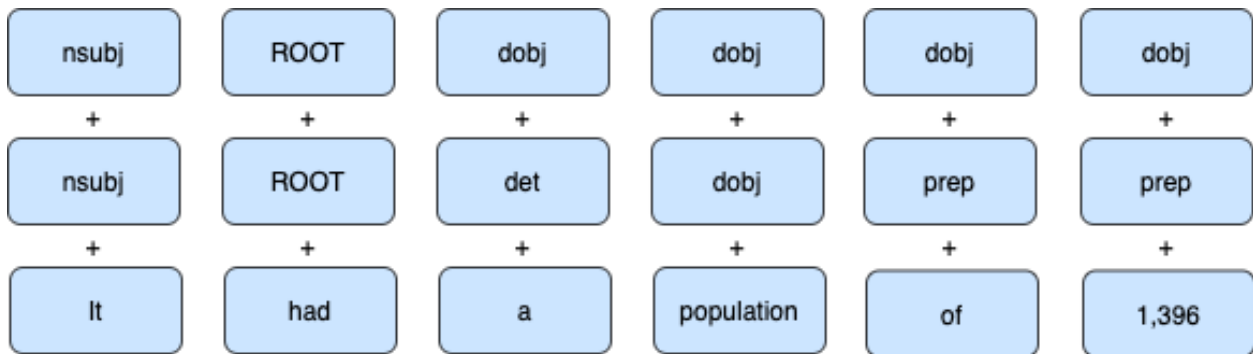 nsubj ROOT dobj dobj dobj dobj
+ + + + + +
nsubj ROOT det dobj prep prep
+ + + + + +
It had a population of 1,396